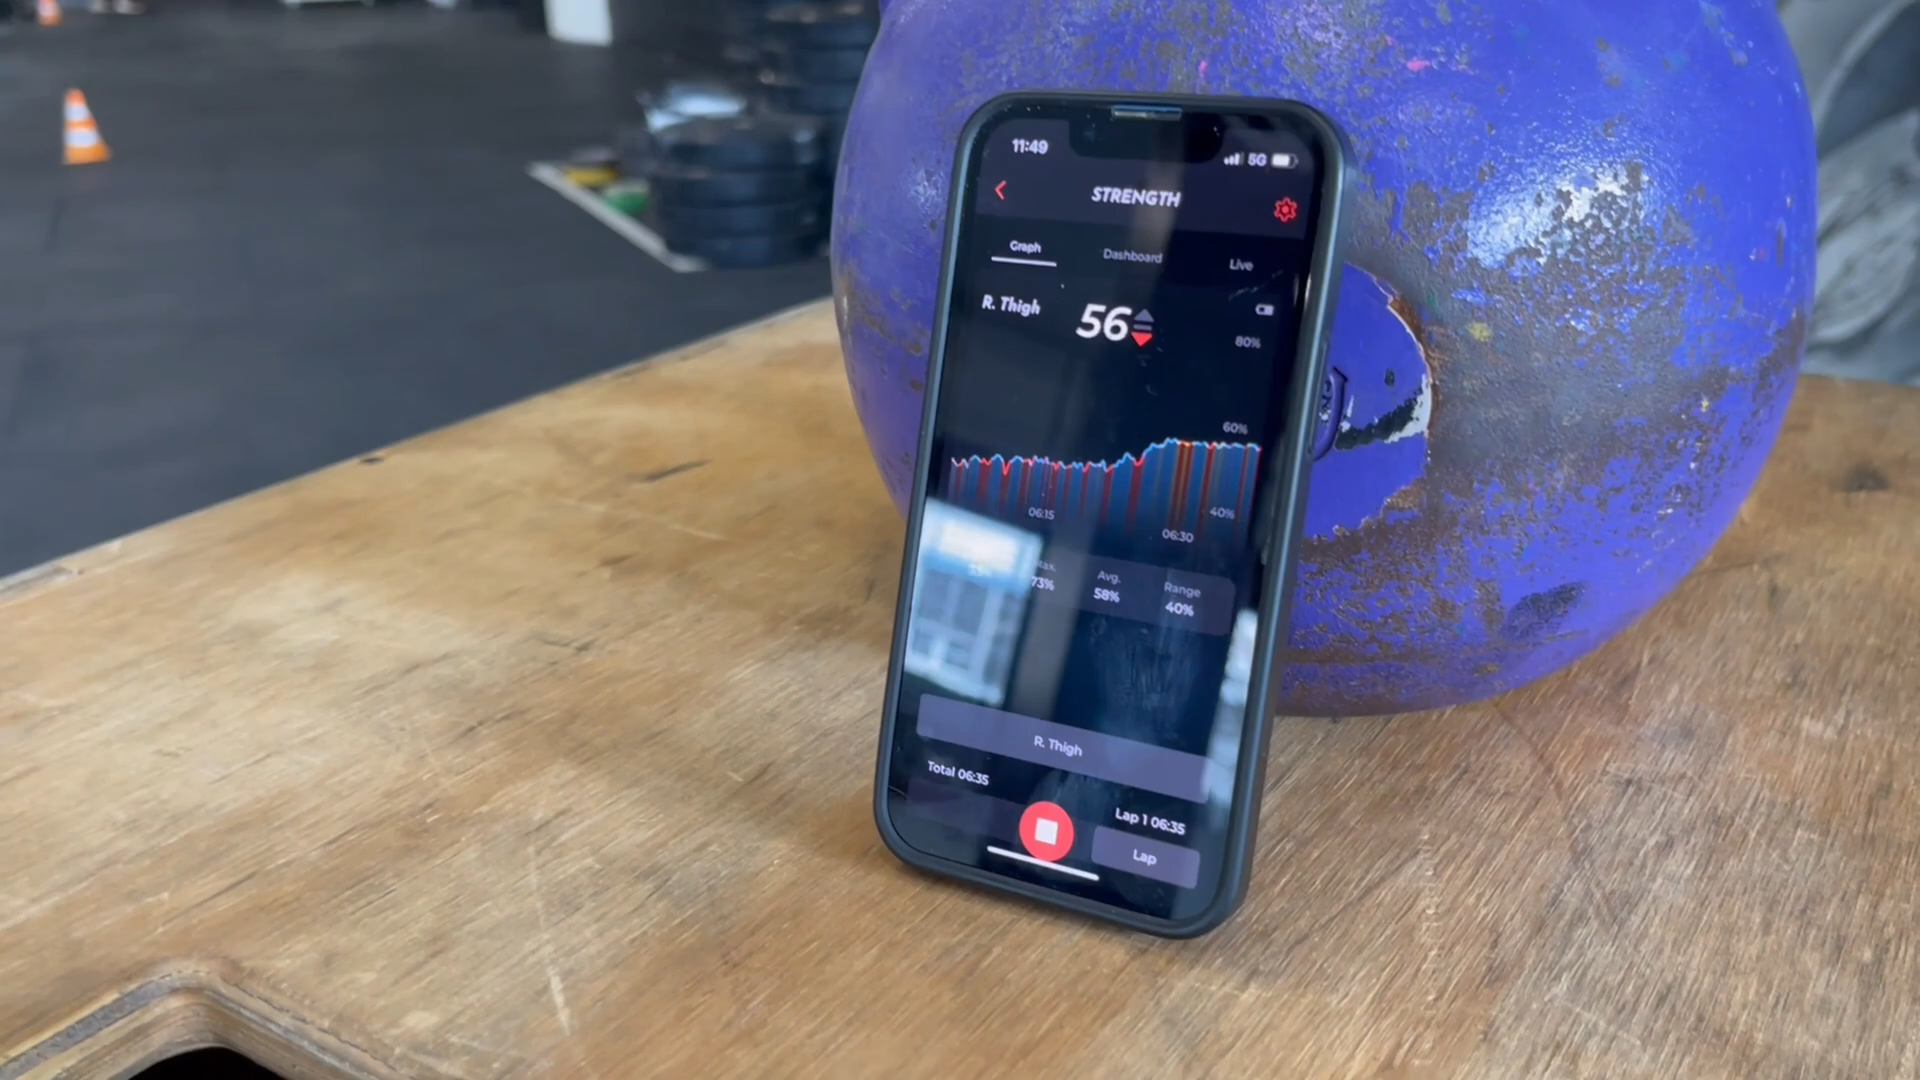 11:49
5G
STRENGTH
Graph
Dashboard
Live
R. Thigh
56
80%
60%
40%
06:15
06:30
Max.
Avg.
Range
73%
58%
40%
R. Thigh
Total 06:35
Lap 1 06:35
Lap